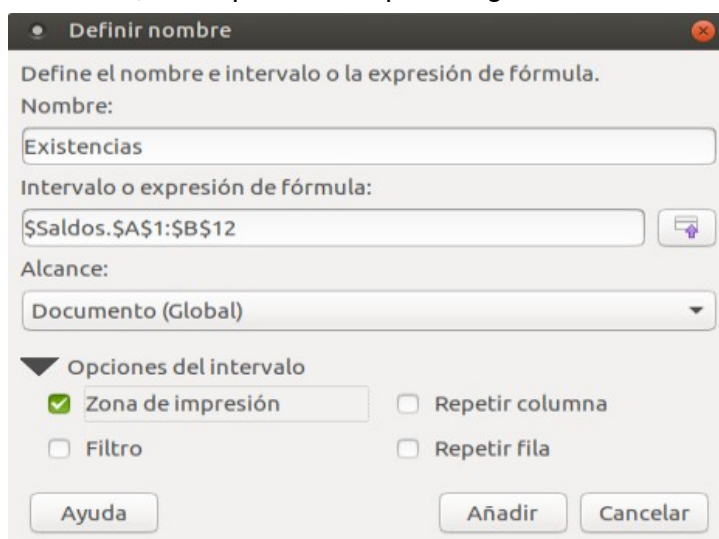 Definir nombre
Define el nombre e intervalo o la expresión de fórmula.
Nombre:
Existencias
Intervalo o expresión de fórmula:
$Saldos.$A$1:$B$12
Alcance:
Documento (Global)
Opciones del intervalo
Zona de impresión Repetir columna
Filtro Repetir fila
Ayuda Añadir Cancelar